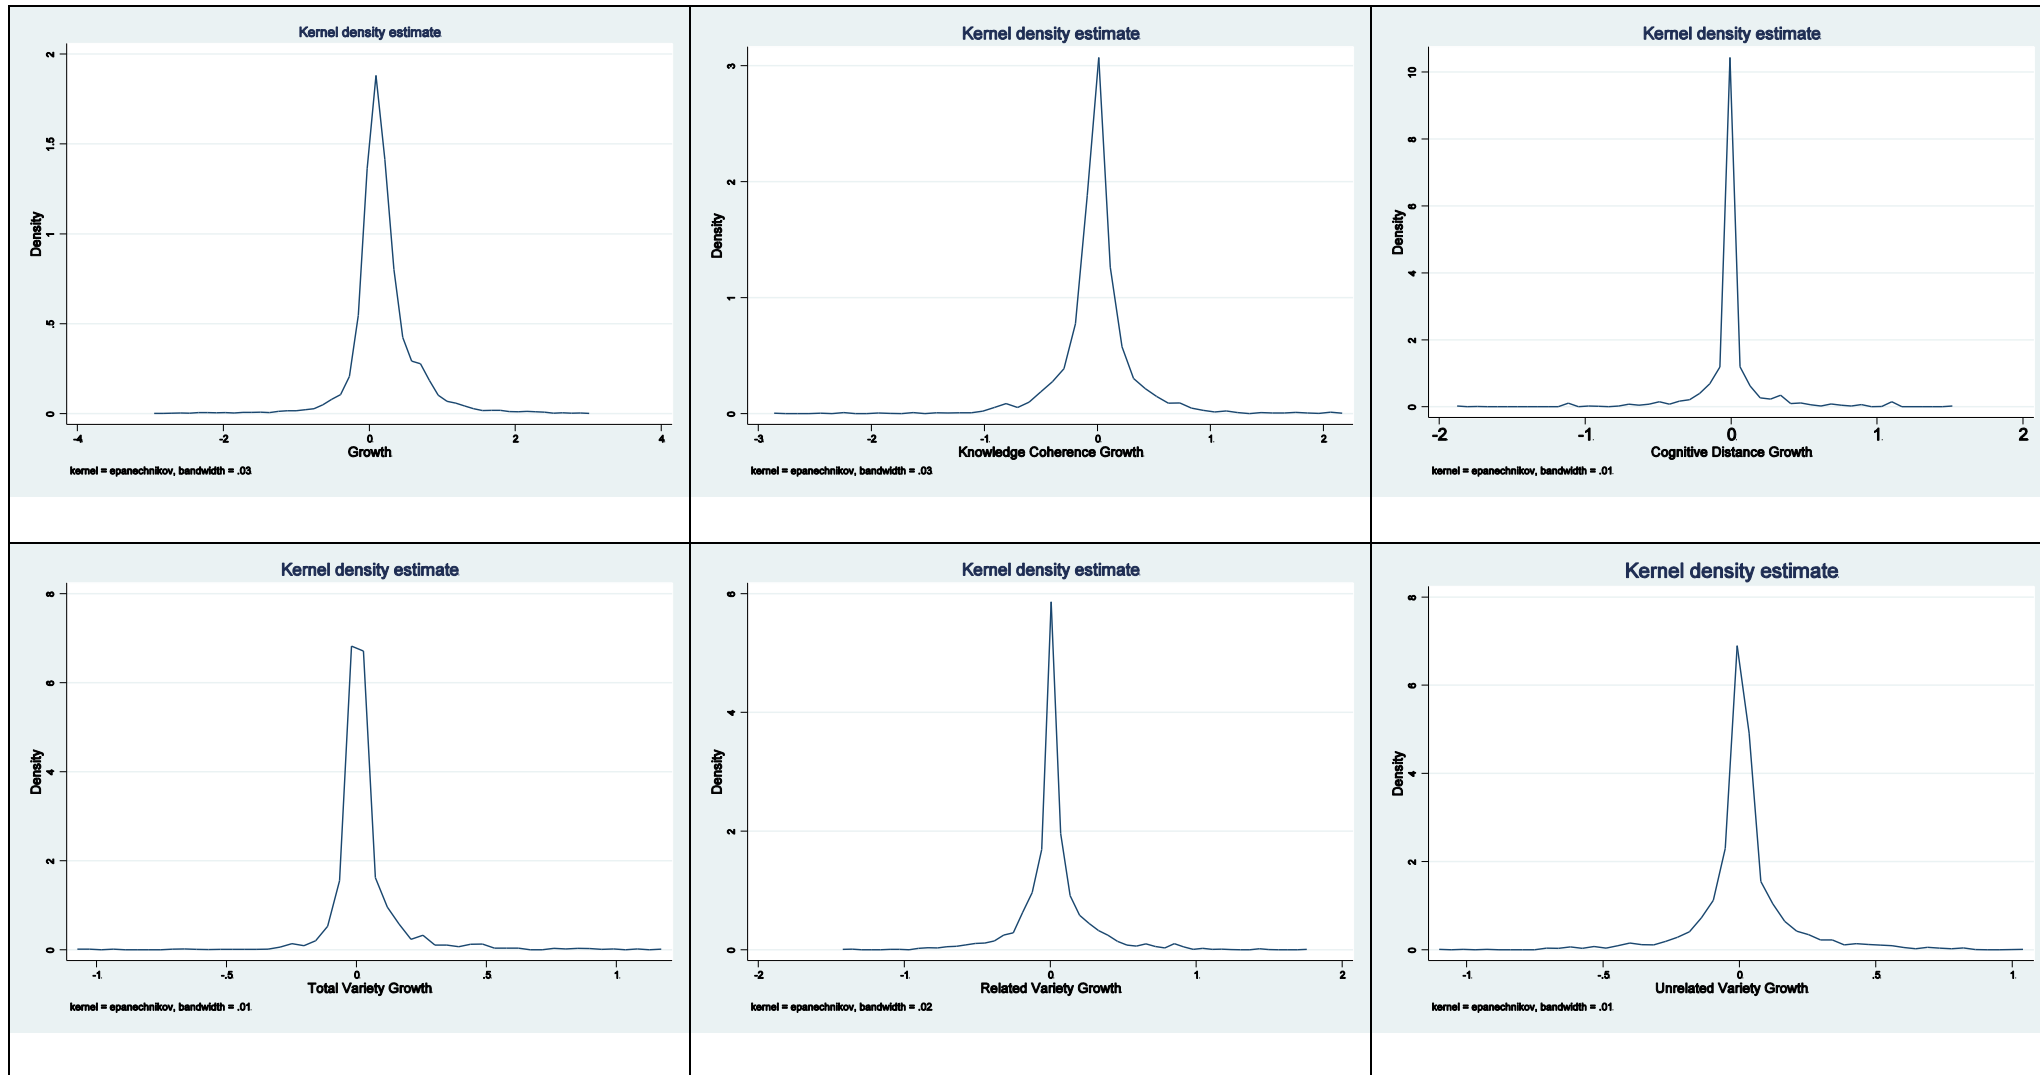 Kernel density estimate
2
1.5
1
.5
0
Density
-4 -2 0 2 4
Growth
kernel = epanechnikov, bandwidth = .03
Kernel density estimate
3
2
1
0
Density
-3 -2 -1 0 1 2
Knowledge Coherence Growth
kernel = epanechnikov, bandwidth = .03
Kernel density estimate
10
8
6
4
2
0
Density
-2 -1 0 1 2
Cognitive Distance Growth
kernel = epanechnikov, bandwidth = .01
Kernel density estimate
8
6
4
2
0
Density
-1 -.5 0 .5 1
Total Variety Growth
kernel = epanechnikov, bandwidth = .01
Kernel density estimate
6
4
2
0
Density
-2 -1 0 1 2
Related Variety Growth
kernel = epanechnikov, bandwidth = .02
Kernel density estimate
8
6
4
2
0
Density
-1 -.5 0 .5 1
Unrelated Variety Growth
kernel = epanechnikov, bandwidth = .01